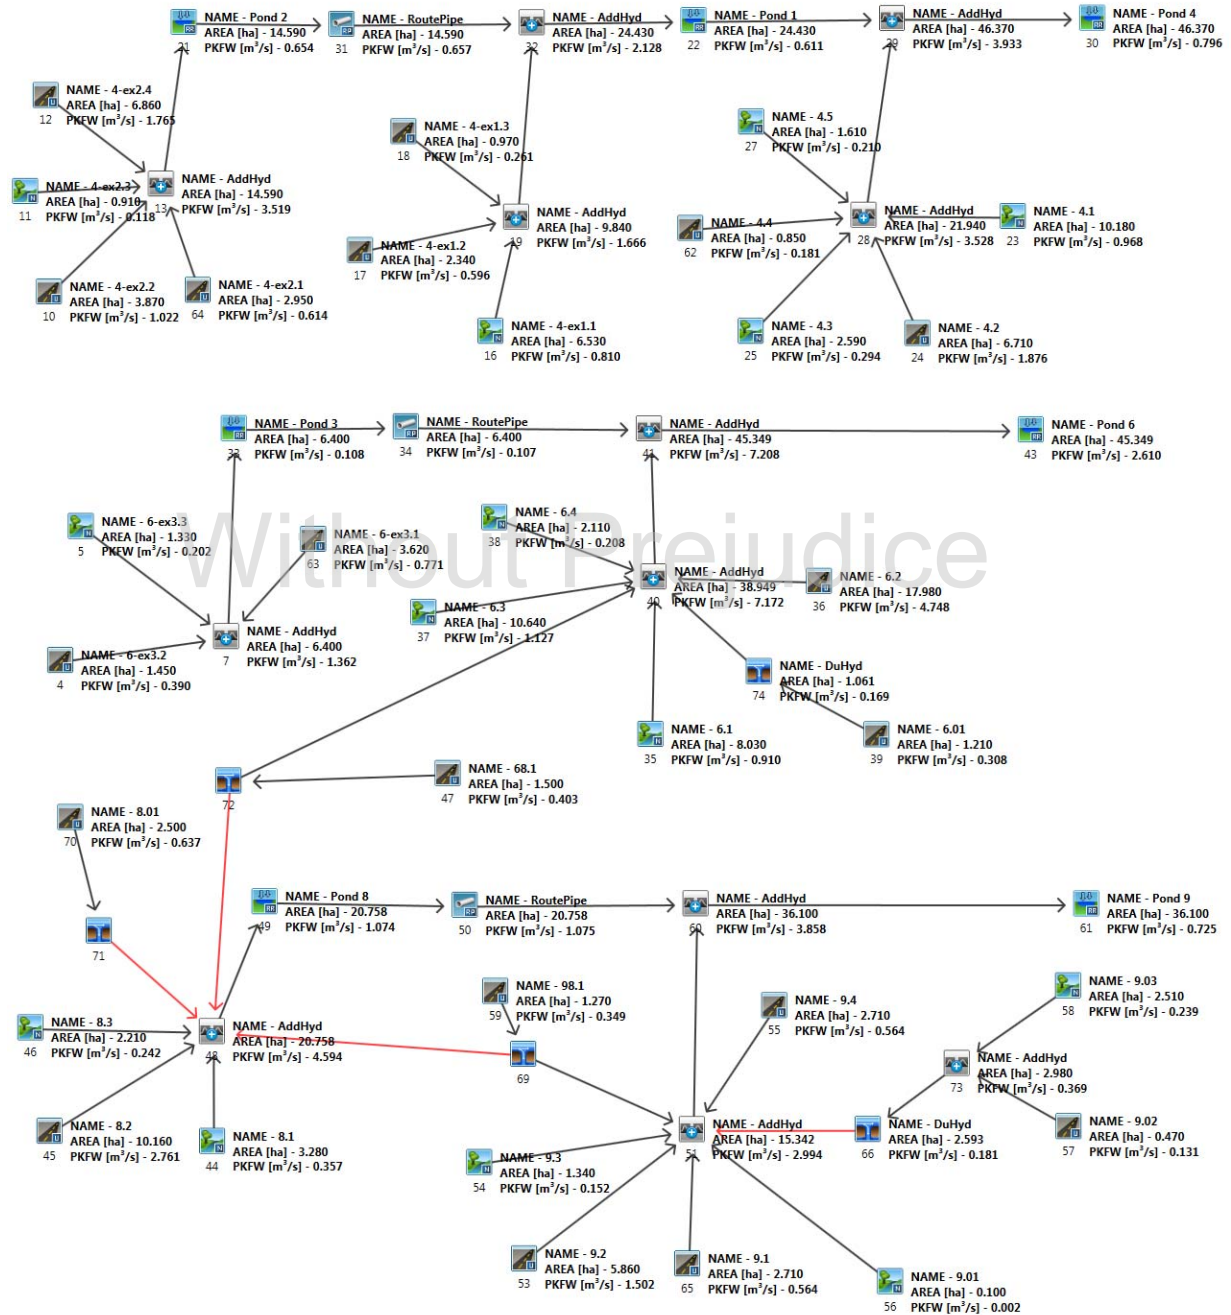 NAME - Pond 2
AREA [ha] - 14.590
PKFW [m³/s] - 0.654
21
NAME - RoutePipe
AREA [ha] - 14.590
PKFW [m³/s] - 0.657
31
NAME - AddHyd
AREA [ha] - 24.430
PKFW [m³/s] - 2.128
32
NAME - Pond 1
AREA [ha] - 24.430
PKFW [m³/s] - 0.611
22
NAME - AddHyd
AREA [ha] - 46.370
PKFW [m³/s] - 3.933
29
NAME - Pond 4
AREA [ha] - 46.370
PKFW [m³/s] - 0.796
30
NAME - 4-ex2.4
AREA [ha] - 6.860
PKFW [m³/s] - 1.765
12
NAME - 4-ex2.3
AREA [ha] - 0.910
PKFW [m³/s] - 0.118
11
NAME - AddHyd
AREA [ha] - 14.590
PKFW [m³/s] - 3.519
13
NAME - 4-ex2.2
AREA [ha] - 3.870
PKFW [m³/s] - 1.022
10
NAME - 4-ex2.1
AREA [ha] - 2.950
PKFW [m³/s] - 0.614
64
NAME - 4-ex1.3
AREA [ha] - 0.970
PKFW [m³/s] - 0.261
18
NAME - AddHyd
AREA [ha] - 9.840
PKFW [m³/s] - 1.666
19
NAME - 4-ex1.2
AREA [ha] - 2.340
PKFW [m³/s] - 0.596
17
NAME - 4-ex1.1
AREA [ha] - 6.530
PKFW [m³/s] - 0.810
16
NAME - 4.5
AREA [ha] - 1.610
PKFW [m³/s] - 0.210
27
NAME - 4.4
AREA [ha] - 0.850
PKFW [m³/s] - 0.181
62
NAME - AddHyd
AREA [ha] - 21.940
PKFW [m³/s] - 3.528
28
NAME - 4.1
AREA [ha] - 10.180
PKFW [m³/s] - 0.968
23
NAME - 4.3
AREA [ha] - 2.590
PKFW [m³/s] - 0.294
25
NAME - 4.2
AREA [ha] - 6.710
PKFW [m³/s] - 1.876
24
NAME - Pond 3
AREA [ha] - 6.400
PKFW [m³/s] - 0.108
33
NAME - RoutePipe
AREA [ha] - 6.400
PKFW [m³/s] - 0.107
34
NAME - AddHyd
AREA [ha] - 45.349
PKFW [m³/s] - 7.208
41
NAME - Pond 6
AREA [ha] - 45.349
PKFW [m³/s] - 2.610
43
Without Prejudice
NAME - 6-ex3.3
AREA [ha] - 1.330
PKFW [m³/s] - 0.202
5
NAME - 6-ex3.1
AREA [ha] - 3.620
PKFW [m³/s] - 0.771
63
NAME - AddHyd
AREA [ha] - 6.400
PKFW [m³/s] - 1.362
7
NAME - 6-ex3.2
AREA [ha] - 1.450
PKFW [m³/s] - 0.390
4
NAME - 6.4
AREA [ha] - 2.110
PKFW [m³/s] - 0.208
38
NAME - AddHyd
AREA [ha] - 38.949
PKFW [m³/s] - 7.172
40
NAME - 6.2
AREA [ha] - 17.980
PKFW [m³/s] - 4.748
36
NAME - 6.3
AREA [ha] - 10.640
PKFW [m³/s] - 1.127
37
NAME - DuHyd
AREA [ha] - 1.061
PKFW [m³/s] - 0.169
74
NAME - 6.1
AREA [ha] - 8.030
PKFW [m³/s] - 0.910
35
NAME - 6.01
AREA [ha] - 1.210
PKFW [m³/s] - 0.308
39
72
NAME - 68.1
AREA [ha] - 1.500
PKFW [m³/s] - 0.403
47
NAME - 8.01
AREA [ha] - 2.500
PKFW [m³/s] - 0.637
70
71
NAME - Pond 8
AREA [ha] - 20.758
PKFW [m³/s] - 1.074
49
NAME - RoutePipe
AREA [ha] - 20.758
PKFW [m³/s] - 1.075
50
NAME - AddHyd
AREA [ha] - 36.100
PKFW [m³/s] - 3.858
60
NAME - Pond 9
AREA [ha] - 36.100
PKFW [m³/s] - 0.725
61
NAME - 8.3
AREA [ha] - 2.210
PKFW [m³/s] - 0.242
46
NAME - AddHyd
AREA [ha] - 20.758
PKFW [m³/s] - 4.594
48
NAME - 8.2
AREA [ha] - 10.160
PKFW [m³/s] - 2.761
45
NAME - 8.1
AREA [ha] - 3.280
PKFW [m³/s] - 0.357
44
NAME - 98.1
AREA [ha] - 1.270
PKFW [m³/s] - 0.349
59
69
NAME - 9.4
AREA [ha] - 2.710
PKFW [m³/s] - 0.564
55
NAME - 9.03
AREA [ha] - 2.510
PKFW [m³/s] - 0.239
58
NAME - AddHyd
AREA [ha] - 2.980
PKFW [m³/s] - 0.369
73
NAME - AddHyd
AREA [ha] - 15.342
PKFW [m³/s] - 2.994
51
NAME - DuHyd
AREA [ha] - 2.593
PKFW [m³/s] - 0.181
66
NAME - 9.02
AREA [ha] - 0.470
PKFW [m³/s] - 0.131
57
NAME - 9.3
AREA [ha] - 1.340
PKFW [m³/s] - 0.152
54
NAME - 9.2
AREA [ha] - 5.860
PKFW [m³/s] - 1.502
53
NAME - 9.1
AREA [ha] - 2.710
PKFW [m³/s] - 0.564
65
NAME - 9.01
AREA [ha] - 0.100
PKFW [m³/s] - 0.002
56